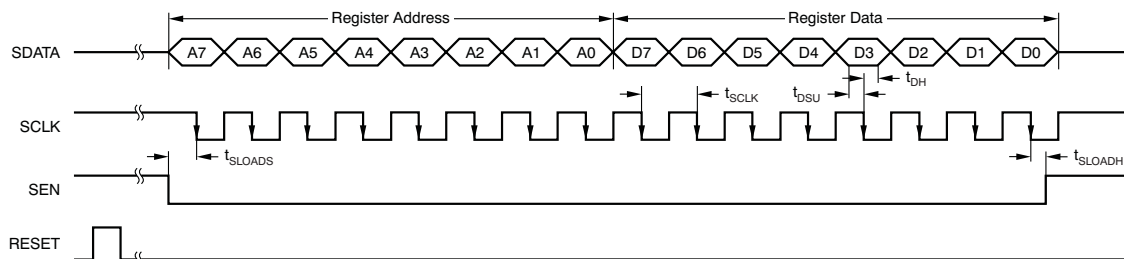 Register Address Register Data
SDATA A7 A6 A5 A4 A3 A2 A1 A0 D7 D6 D5 D4 D3 D2 D1 D0
tSCLK tDSU tDH
SCLK
tSLOADS tSLOADH
SEN
RESET